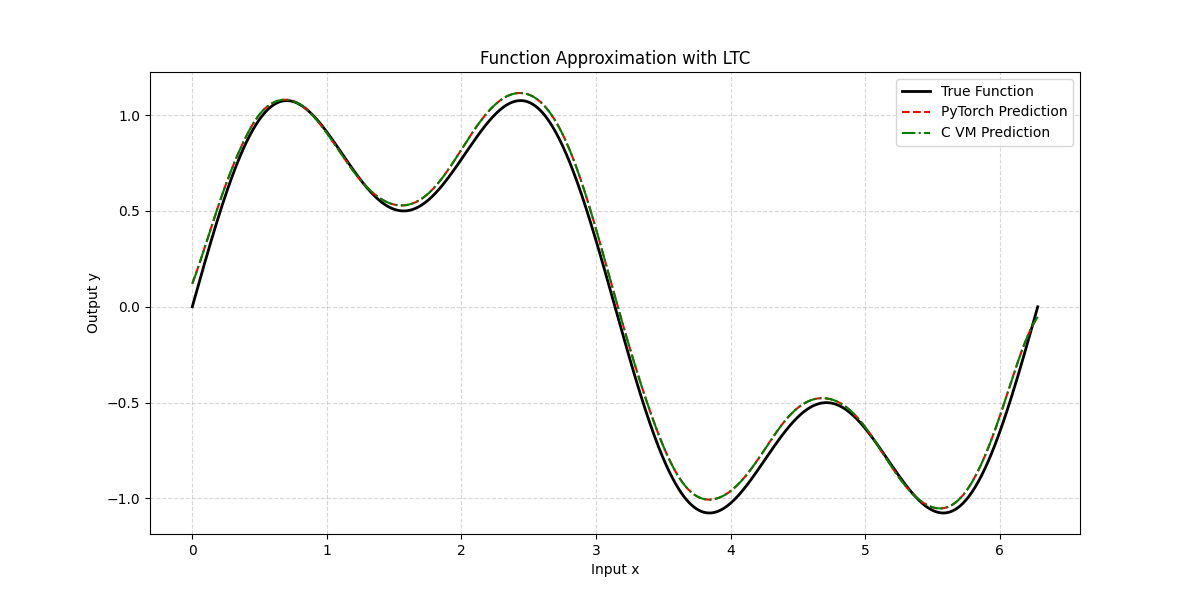 Function Approximation with LTC
True Function
PyTorch Prediction
C VM Prediction
1.0
0.5
0.0
−0.5
−1.0
Output y
0 1 2 3 4 5 6
Input x